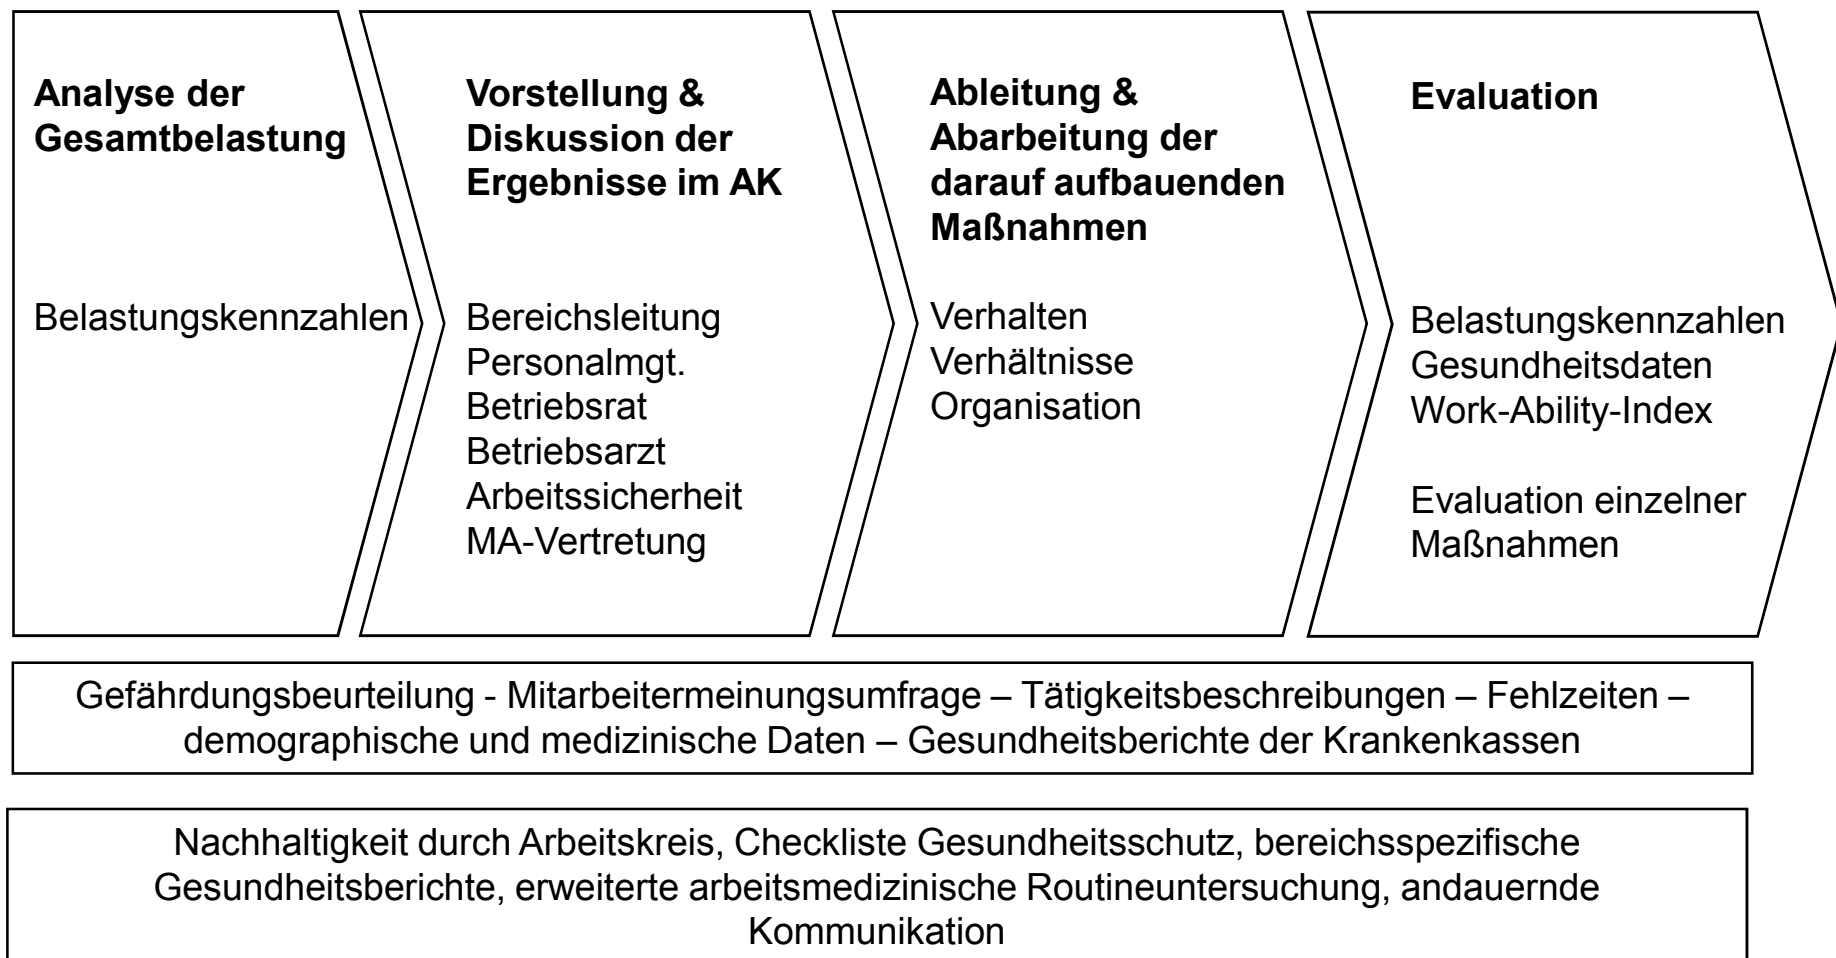 Analyse der
Gesamtbelastung
Belastungskennzahlen
Vorstellung &
Diskussion der
Ergebnisse im AK
Bereichsleitung
Personalmgt.
Betriebsrat
Betriebsarzt
Arbeitssicherheit
MA-Vertretung
Ableitung &
Abarbeitung der
darauf aufbauenden
Maßnahmen
Verhalten
Verhältnisse
Organisation
Evaluation
Belastungskennzahlen
Gesundheitsdaten
Work-Ability-Index
Evaluation einzelner
Maßnahmen
Gefährdungsbeurteilung - Mitarbeitermeinungsumfrage – Tätigkeitsbeschreibungen – Fehlzeiten –
demographische und medizinische Daten – Gesundheitsberichte der Krankenkassen
Nachhaltigkeit durch Arbeitskreis, Checkliste Gesundheitsschutz, bereichsspezifische
Gesundheitsberichte, erweiterte arbeitsmedizinische Routineuntersuchung, andauernde
Kommunikation